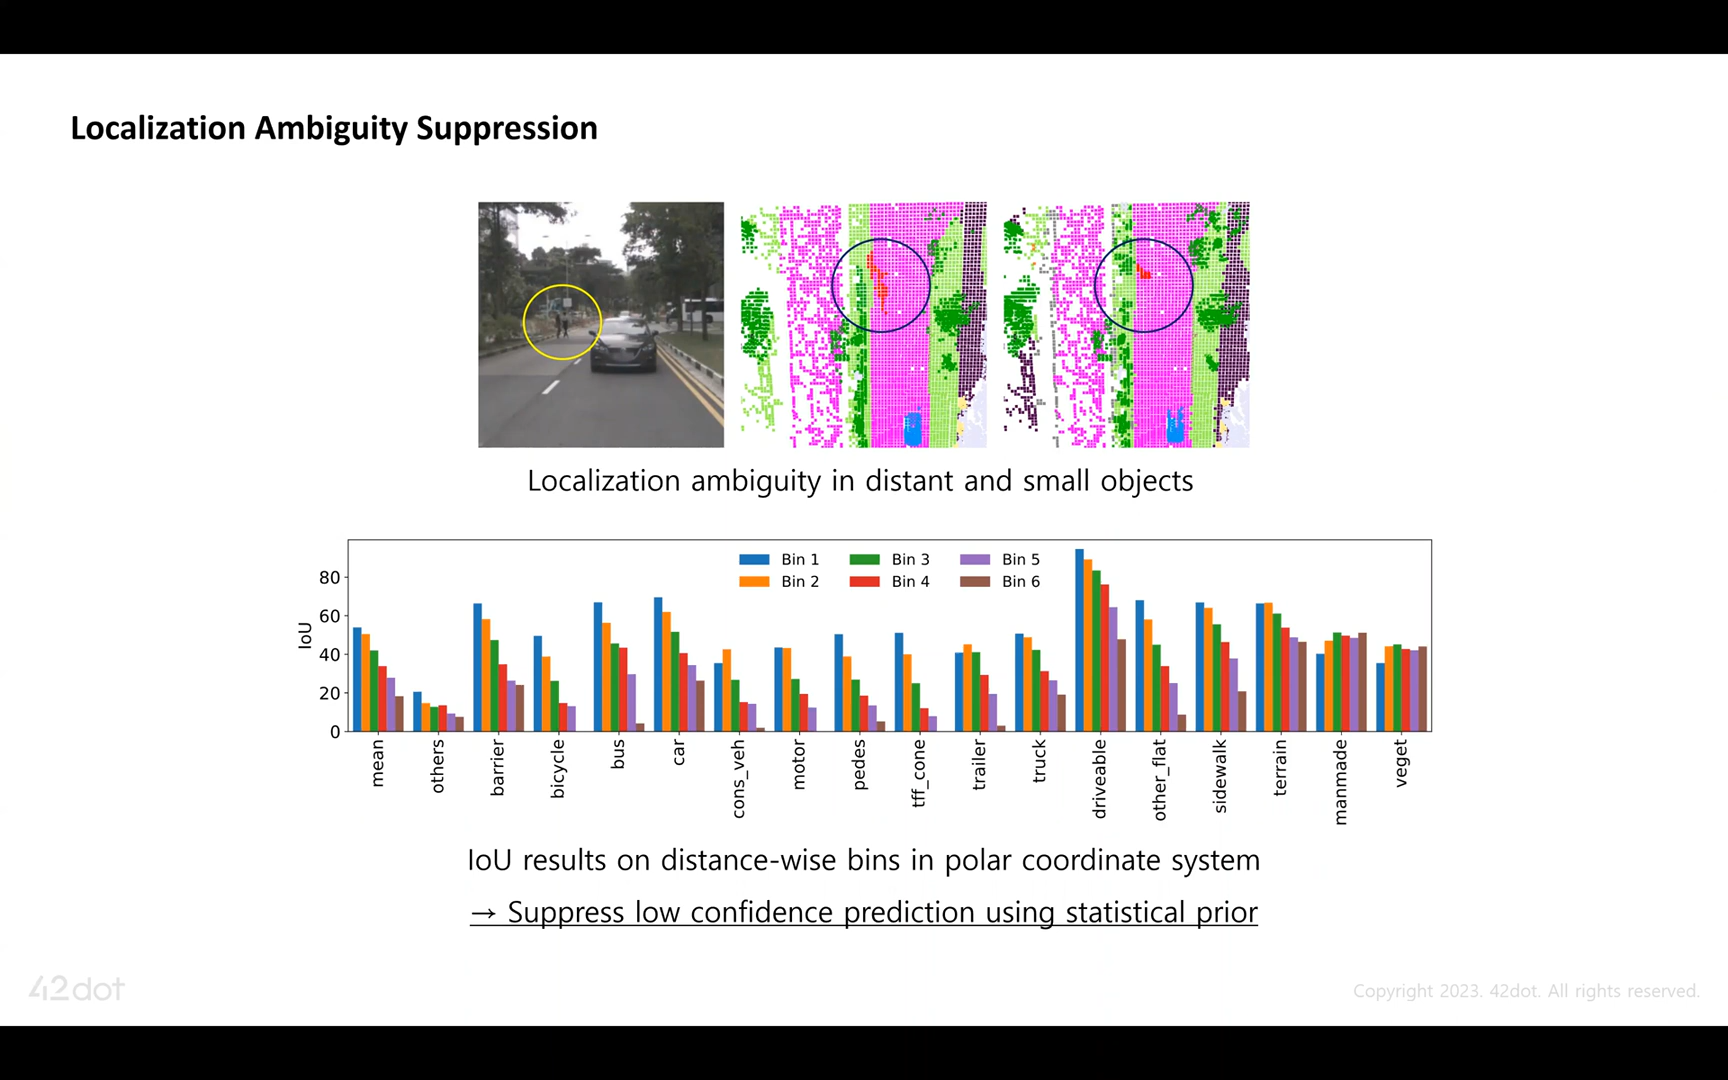 Localization Ambiguity Suppression
Localization ambiguity in distant and small objects
Bin 1 Bin 3 Bin 5
Bin 2 Bin 4 Bin 6
80
60
40
20
0
IoU
mean
others
barrier
bicycle
bus
car
cons_veh
motor
pedes
tff_cone
trailer
truck
driveable
other_flat
sidewalk
terrain
manmade
veget
IoU results on distance-wise bins in polar coordinate system
→ Suppress low confidence prediction using statistical prior
42dot
Copyright 2023. 42dot. All rights reserved.